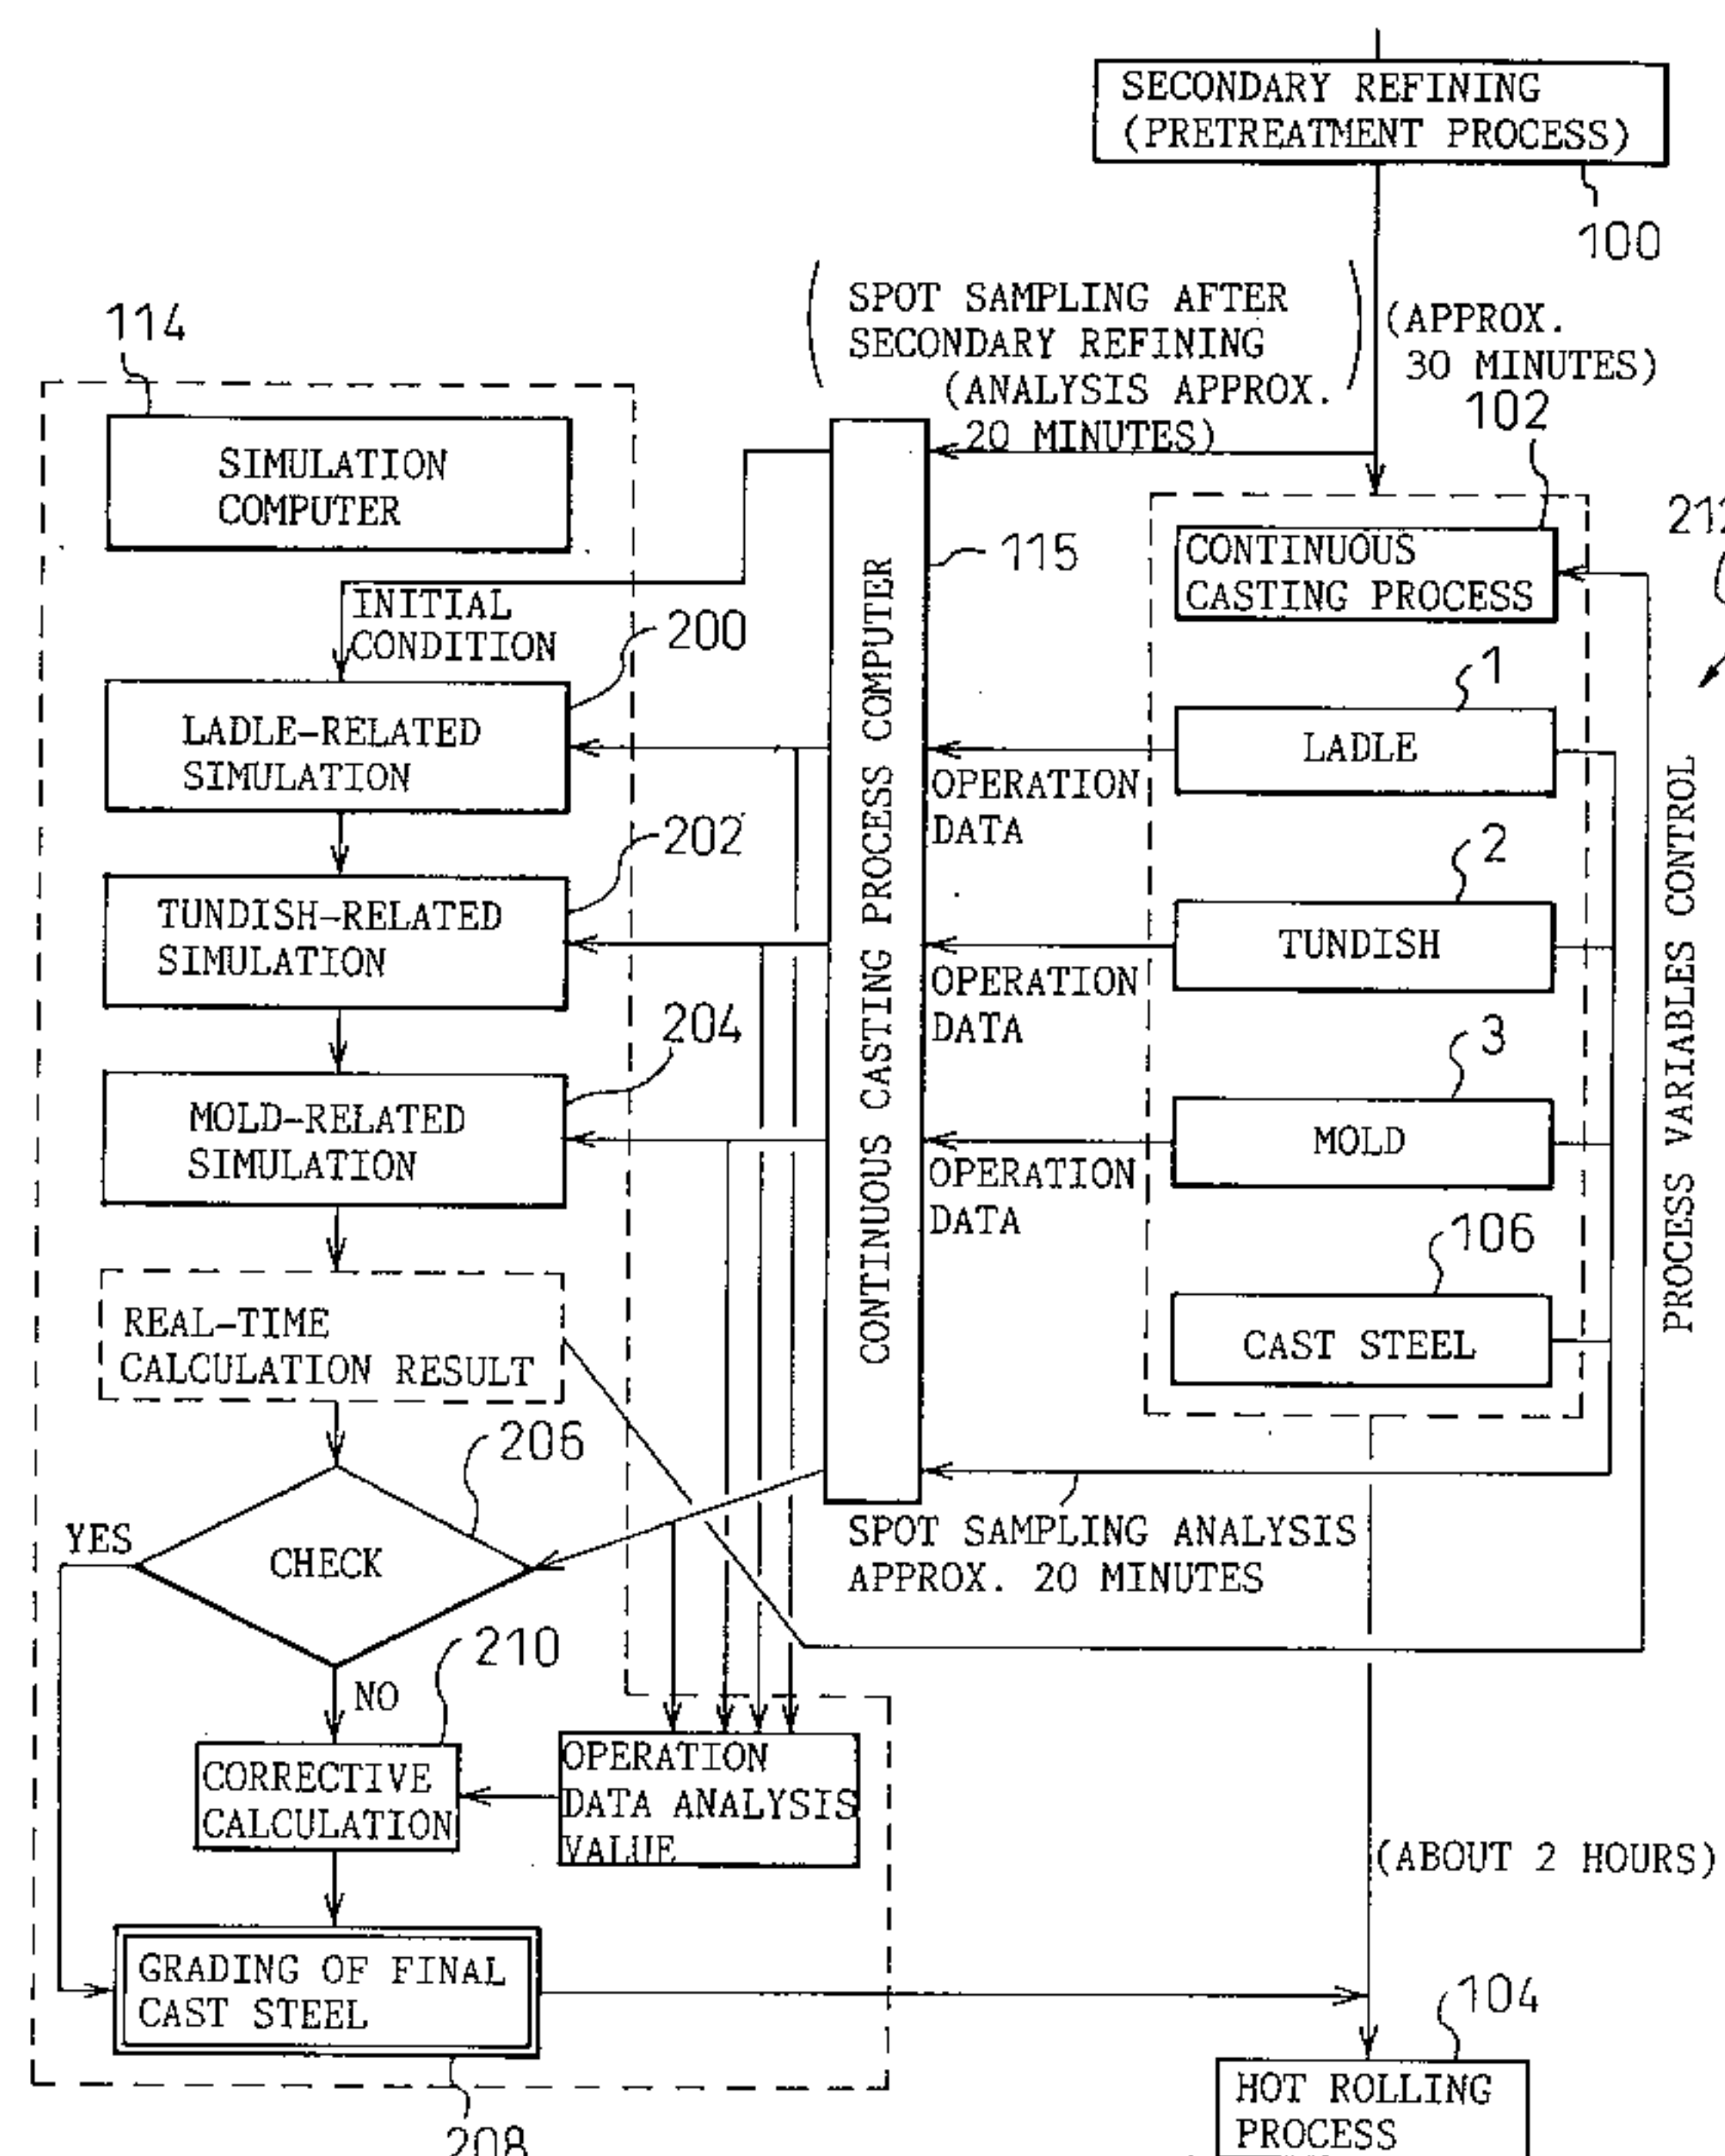 SECONDARY REFINING
(PRETREATMENT PROCESS)
100
SPOT SAMPLING AFTER
SECONDARY REFINING
(ANALYSIS APPROX.
20 MINUTES)
(APPROX.
30 MINUTES)
102
114
SIMULATION
COMPUTER
115
CONTINUOUS
CASTING PROCESS
212
INITIAL
CONDITION
200
CONTINUOUS CASTING PROCESS COMPUTER
1
LADLE-RELATED
SIMULATION
LADLE
OPERATION
DATA
PROCESS VARIABLES CONTROL
202
2
TUNDISH-RELATED
SIMULATION
TUNDISH
OPERATION
DATA
204
3
MOLD-RELATED
SIMULATION
MOLD
OPERATION
DATA
106
REAL-TIME
CALCULATION RESULT
CAST STEEL
206
YES
CHECK
SPOT SAMPLING ANALYSIS
APPROX. 20 MINUTES
210
NO
CORRECTIVE
CALCULATION
OPERATION
DATA ANALYSIS
VALUE
(ABOUT 2 HOURS)
GRADING OF FINAL
CAST STEEL
104
208
HOT ROLLING
PROCESS